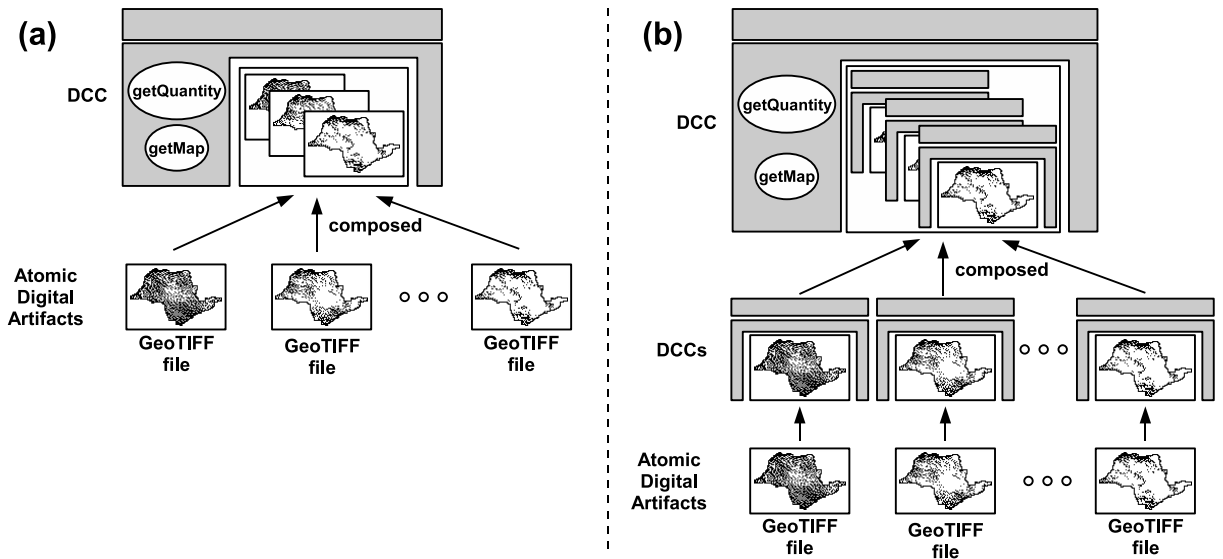 (a)
DCC
getQuantity
getMap
composed
Atomic
Digital
Artifacts
GeoTIFF
file
GeoTIFF
file
GeoTIFF
file
(b)
DCC
getQuantity
getMap
composed
DCCs
Atomic
Digital
Artifacts
GeoTIFF
file
GeoTIFF
file
GeoTIFF
file